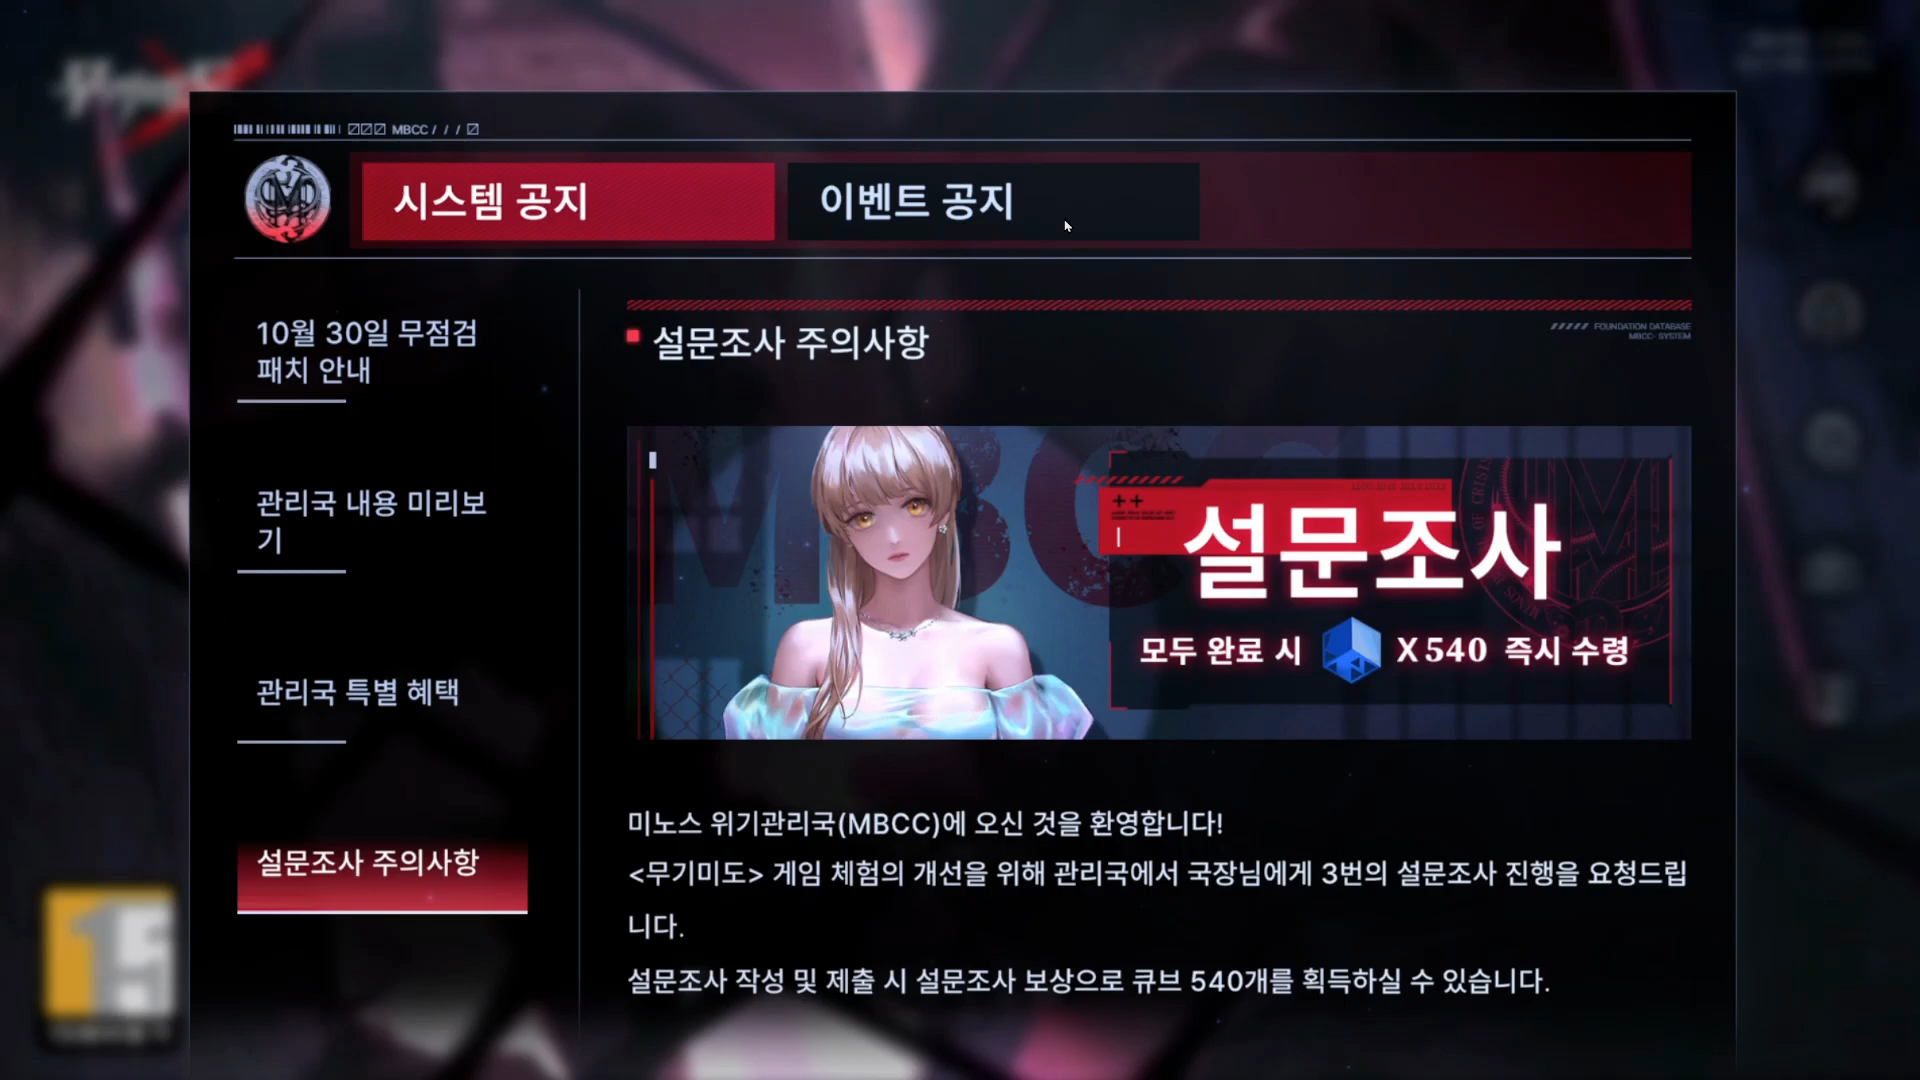 MBCC / / /
시스템 공지
이벤트 공지
10월 30일 무점검
패치 안내
관리국 내용 미리보
기
관리국 특별 혜택
설문조사 주의사항
설문조사 주의사항
FOUNDATION DATABASE
MBCC- SYSTEM
MBCC
설문조사
모두 완료 시 X 540 즉시 수령
미노스 위기관리국(MBCC)에 오신 것을 환영합니다!
<무기미도> 게임 체험의 개선을 위해 관리국에서 국장님에게 3번의 설문조사 진행을 요청드립
니다.
설문조사 작성 및 제출 시 설문조사 보상으로 큐브 540개를 획득하실 수 있습니다.